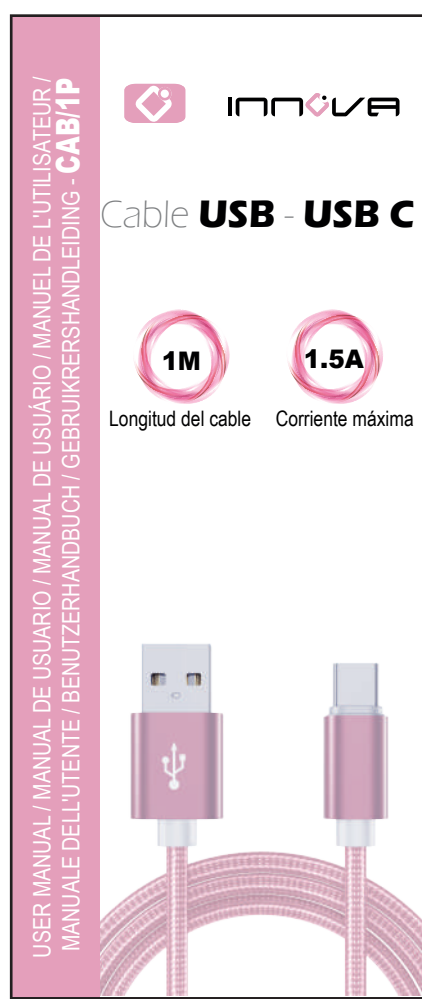 USER MANUAL / MANUAL DE USUARIO / MANUAL DE USUÁRIO / MANUEL DE L'UTILISATEUR /
MANUALE DELL'UTENTE / BENUTZERHANDBUCH / GEBRUIKRERSHANDLEIDING - CAB/1P
INNOVA
Cable USB - USB C
1M
1.5A
Longitud del cable
Corriente máxima